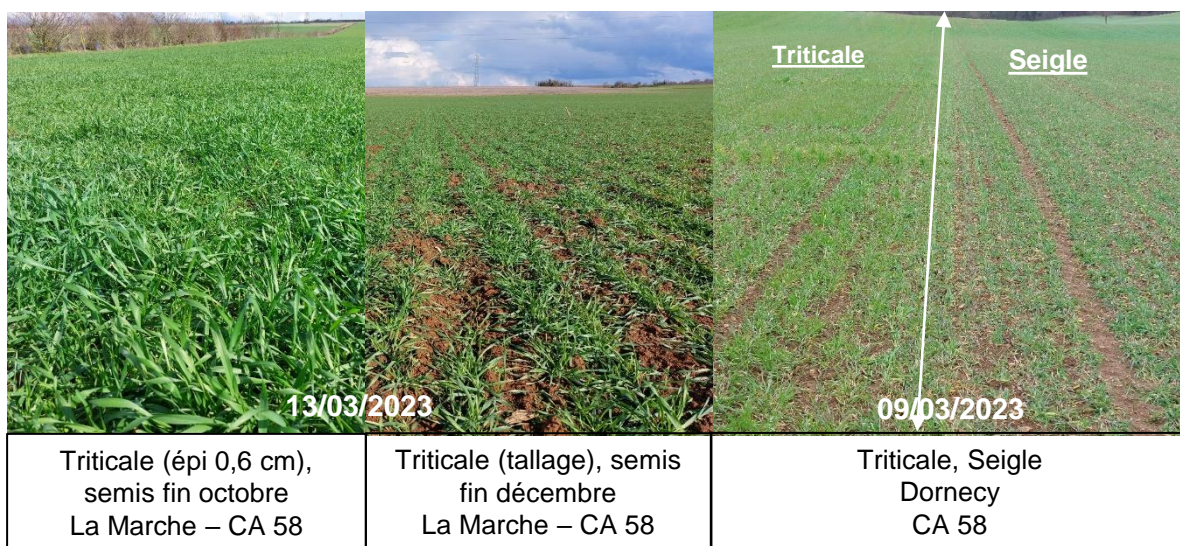 Triticale
Seigle
13/03/2023
09/03/2023
Triticale (épi 0,6 cm),
semis fin octobre
La Marche – CA 58
Triticale (tallage), semis
fin décembre
La Marche – CA 58
Triticale, Seigle
Dornecy
CA 58